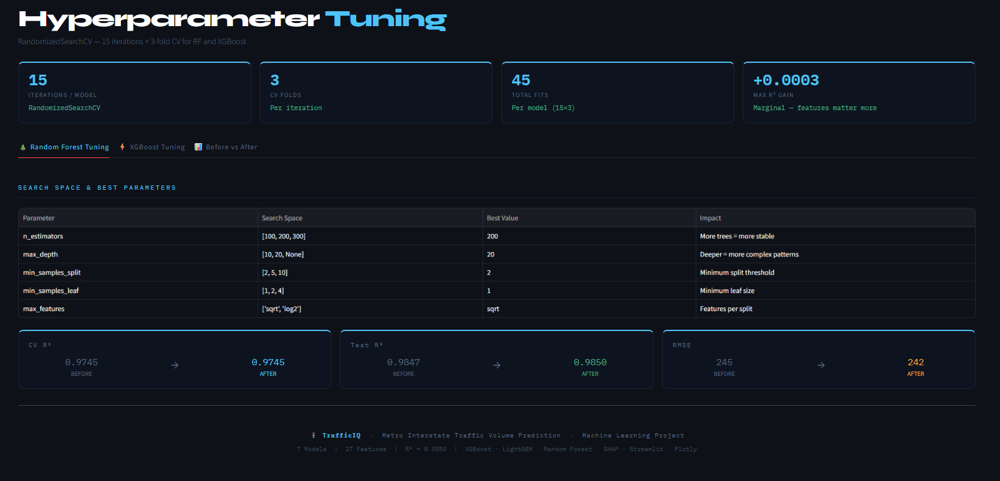 Hyperparameter Tuning
RandomizedSearchCV — 15 iterations × 3-fold CV for RF and XGBoost
15
ITERATIONS / MODEL
RandomizedSearchCV
3
CV FOLDS
Per iteration
45
TOTAL FITS
Per model (15×3)
+0.0003
MAX R² GAIN
Marginal — features matter more
Random Forest Tuning XGBoost Tuning Before vs After
SEARCH SPACE & BEST PARAMETERS
Parameter Search Space Best Value Impact
n_estimators [100, 200, 300] 200 More trees = more stable
max_depth [10, 20, None] 20 Deeper = more complex patterns
min_samples_split [2, 5, 10] 2 Minimum split threshold
min_samples_leaf [1, 2, 4] 1 Minimum leaf size
max_features ['sqrt', 'log2'] sqrt Features per split
CV R²
0.9745 → 0.9745
BEFORE AFTER
Test R²
0.9847 → 0.9850
BEFORE AFTER
RMSE
245 → 242
BEFORE AFTER
TrafficIQ · Metro Interstate Traffic Volume Prediction · Machine Learning Project
7 Models | 27 Features | R² = 0.9853 | XGBoost · LightGBM · Random Forest · SHAP · Streamlit · Plotly